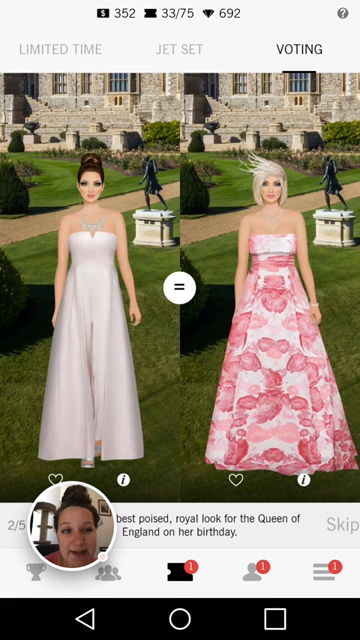 $ 352 33/75 692 ?
LIMITED TIME JET SET VOTING
=
i i
2/5 best poised, royal look for the Queen of Skip
England on her birthday.
1 1 1